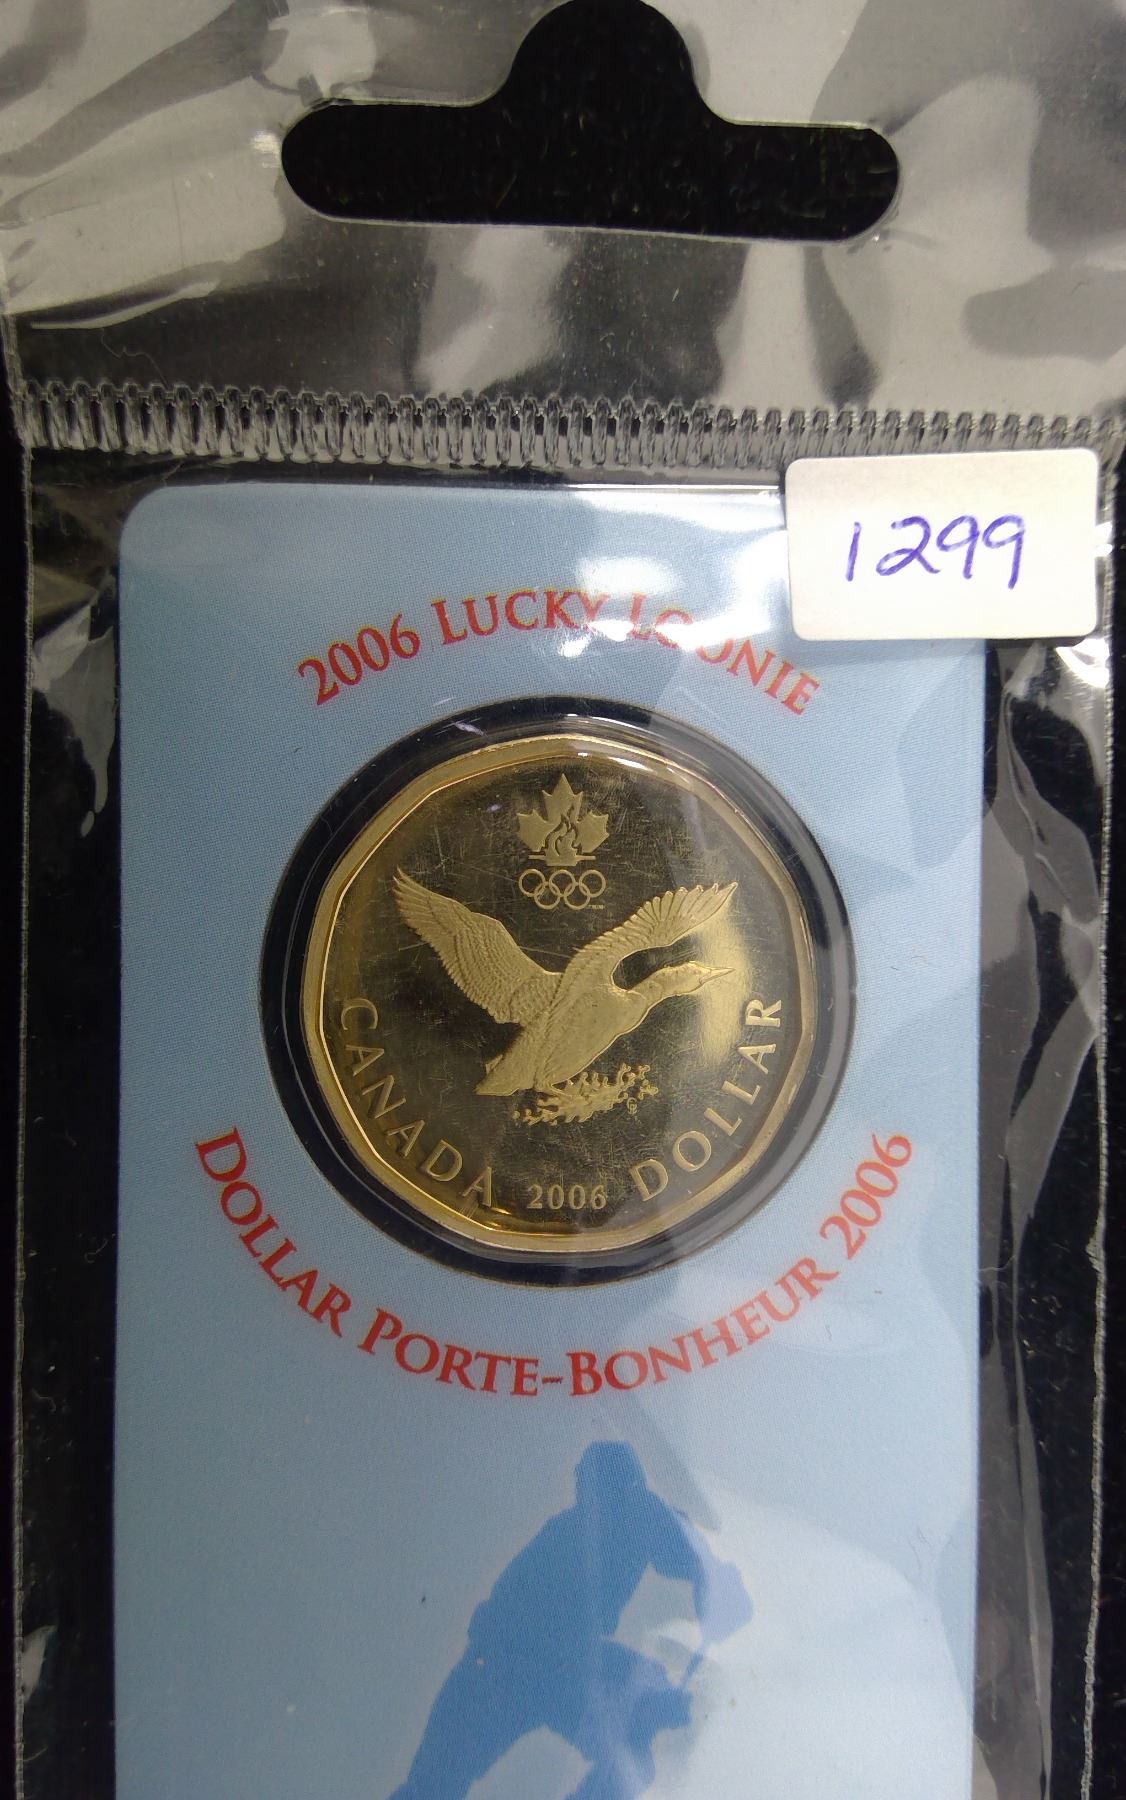 1299
2006 LUCKY LOONIE
CANADA 2006 DOLLAR
DOLLAR PORTE-BONHEUR 2006